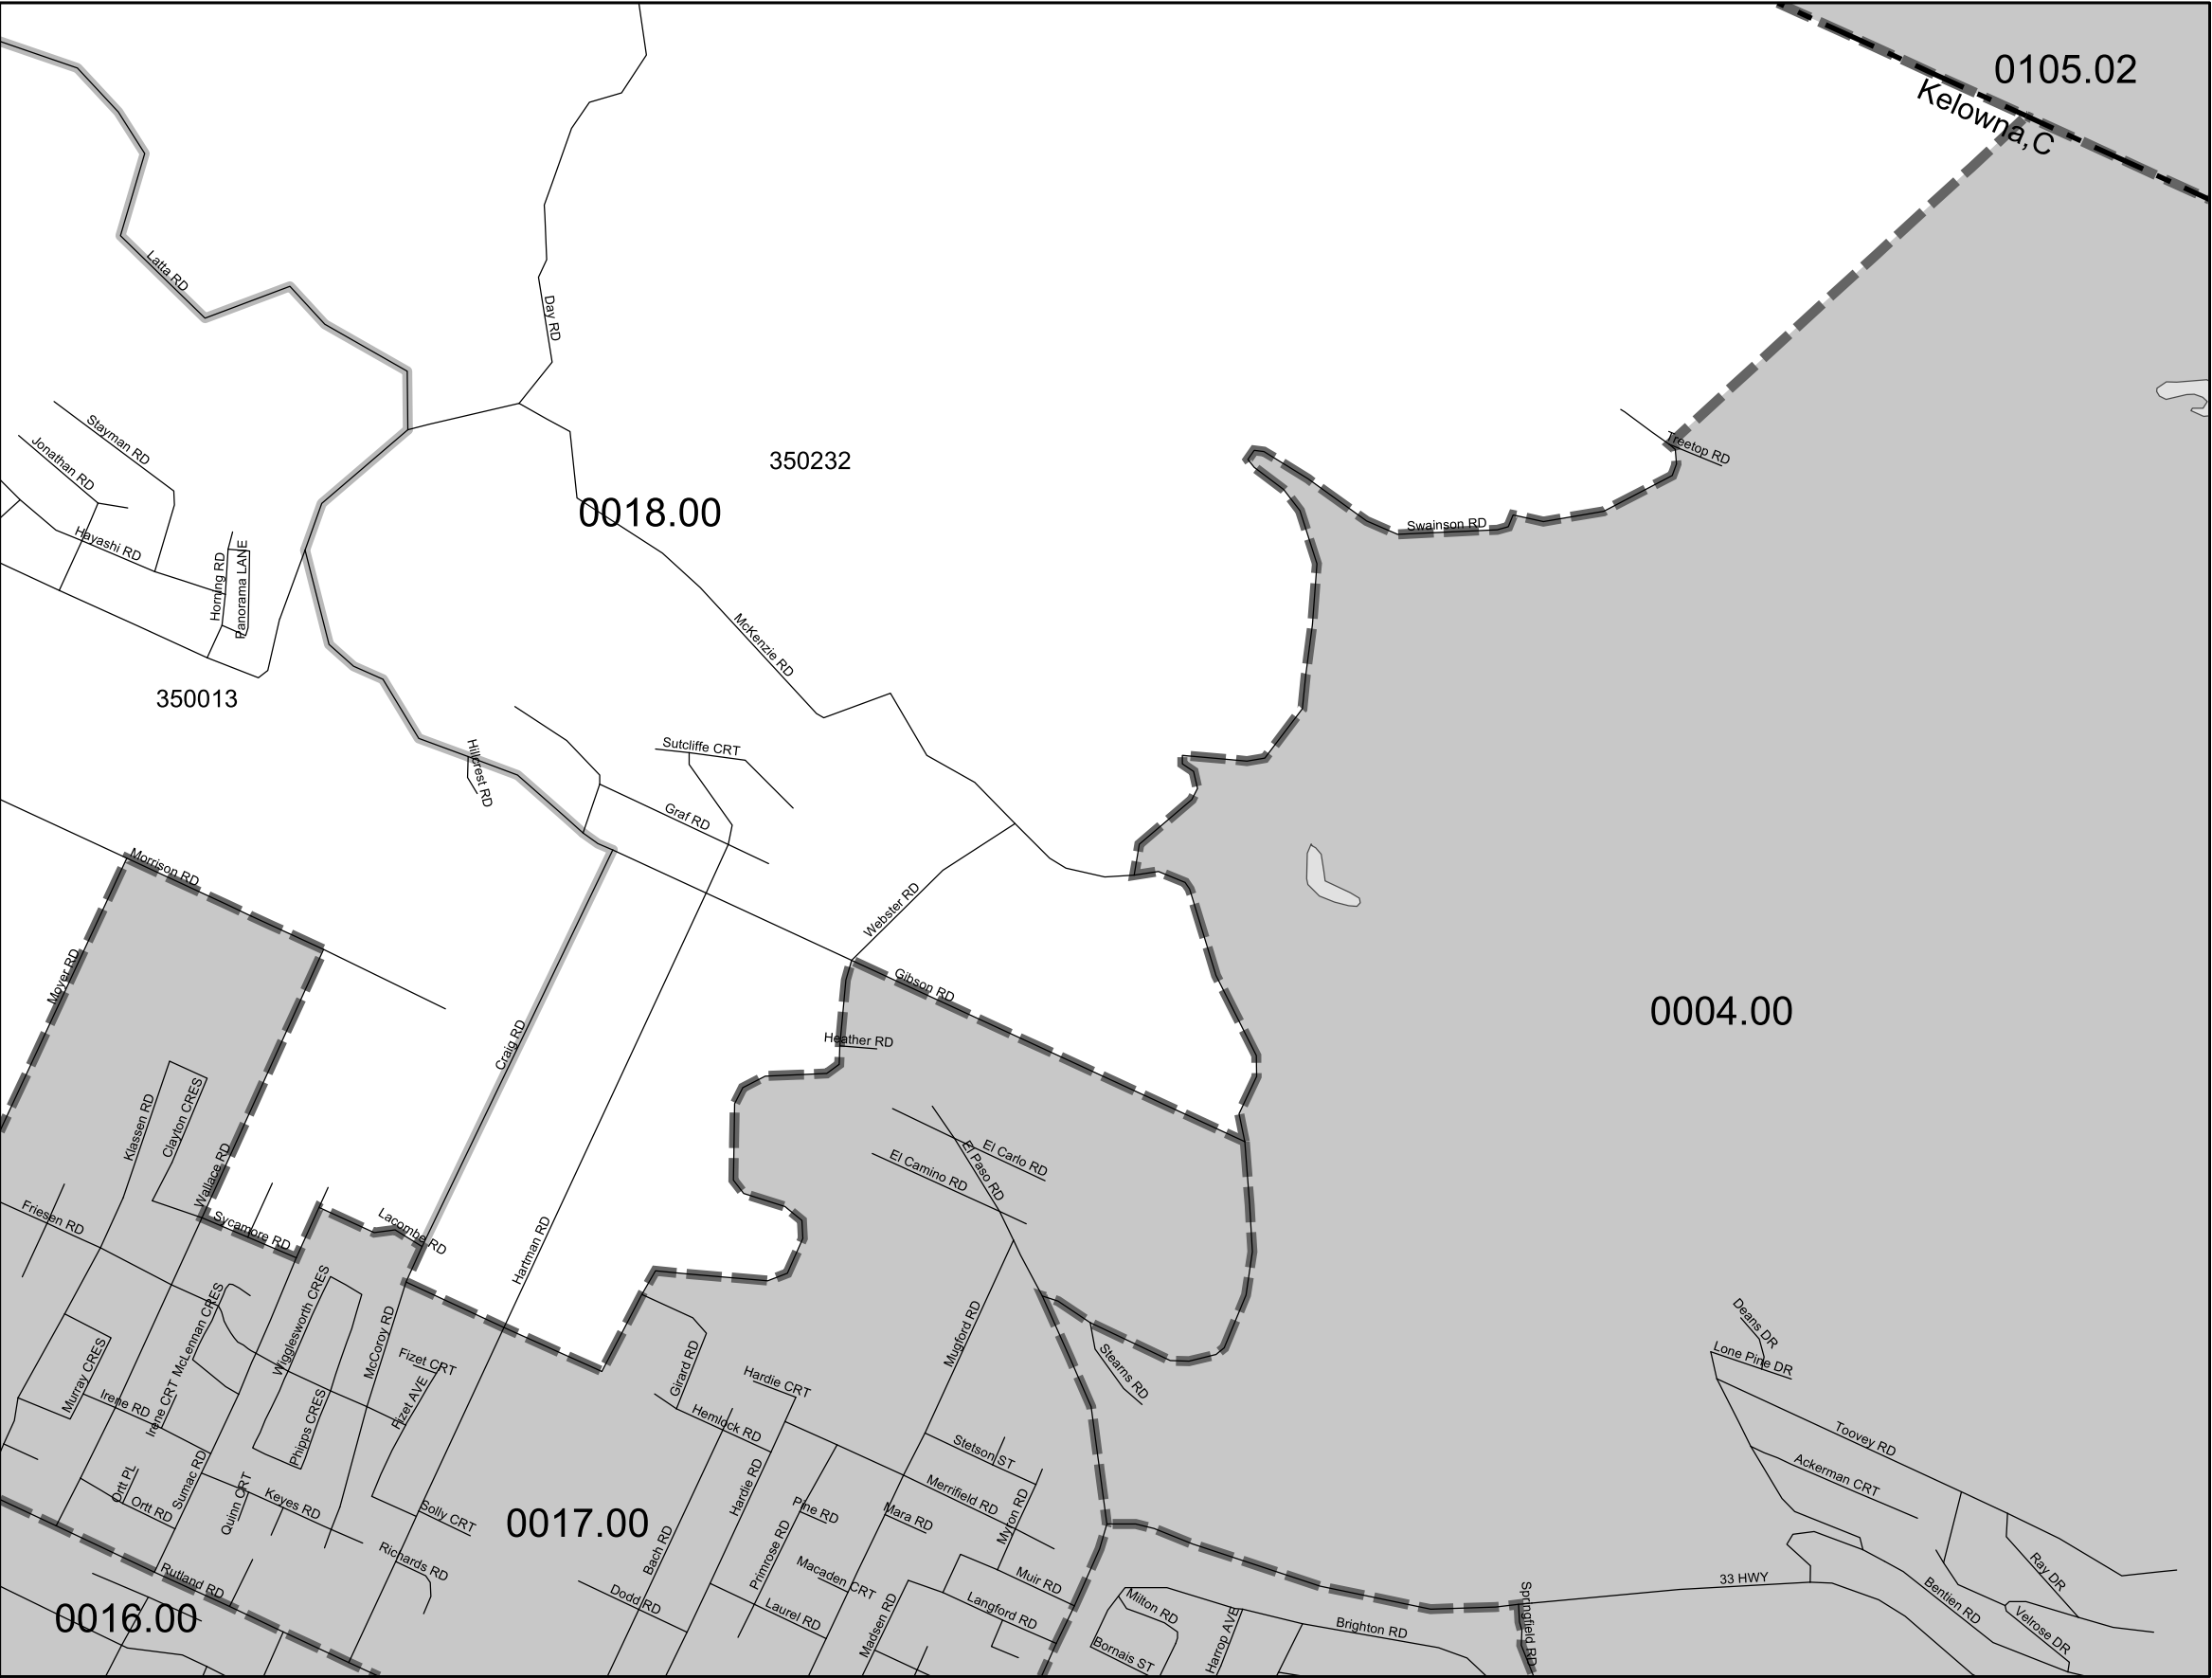 0105.02
Kelowna,C
Latta RD
Day RD
Stayman RD
Jonathan RD
Hayashi RD
Horning RD
Panorama LANE
350232
0018.00
Treetop RD
Swainson RD
McKenzie RD
350013
Hillcrest RD
Sutcliffe CRT
Graf RD
Morrison RD
Webster RD
Gibson RD
Moyer RD
Craig RD
Heather RD
0004.00
Klassen RD
Clayton CRES
Wallace RD
El Carlo RD
El Camino RD
El Paso RD
Friesen RD
Sycamore RD
Lacombe RD
Hartman RD
McLennan CRES
Wigglesworth CRES
McCurdy RD
Mugford RD
Murray CRES
Irene RD
Irene CRT
Phipps CRES
Fizet CRT
Fizet AVE
Girard RD
Hardie CRT
Hemlock RD
Stearns RD
Deans DR
Lone Pine DR
Toovey RD
Ackerman CRT
Ortt PL
Ortt RD
Sumac RD
Quinn CRT
Keyes RD
Solly CRT
0017.00
Hardie RD
Stetson ST
Merrifield RD
Pine RD
Mara RD
Myron RD
Richards RD
Rutland RD
Bach RD
Primrose RD
Macaden CRT
Muir RD
0016.00
Dodd RD
Laurel RD
Madsen RD
Langford RD
Milton RD
Bornais ST
Harrop AVE
Brighton RD
Springfield RD
33 HWY
Bentien RD
Ray DR
Velrose DR